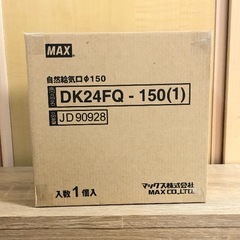 MAX
自然給気口φ150
DK24FQ-150(1)
JD90928
入数1個入
マックス株式会社
MAX CO.,LTD.